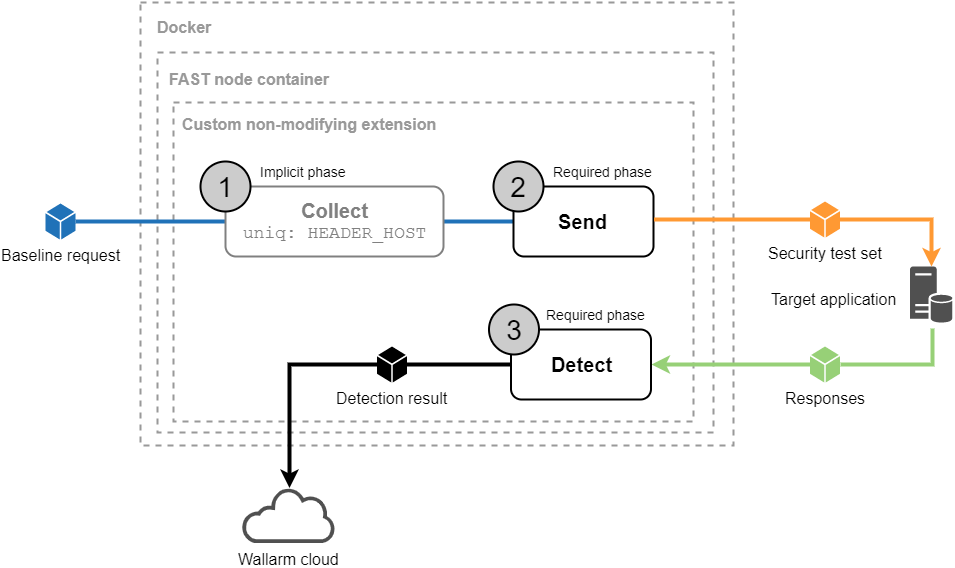 Docker
FAST node container
Custom non-modifying extension
1
Implicit phase
2
Required phase
Collect
uniq: HEADER_HOST
Send
Baseline request
Security test set
Target application
3
Required phase
Detect
Detection result
Responses
Wallarm cloud